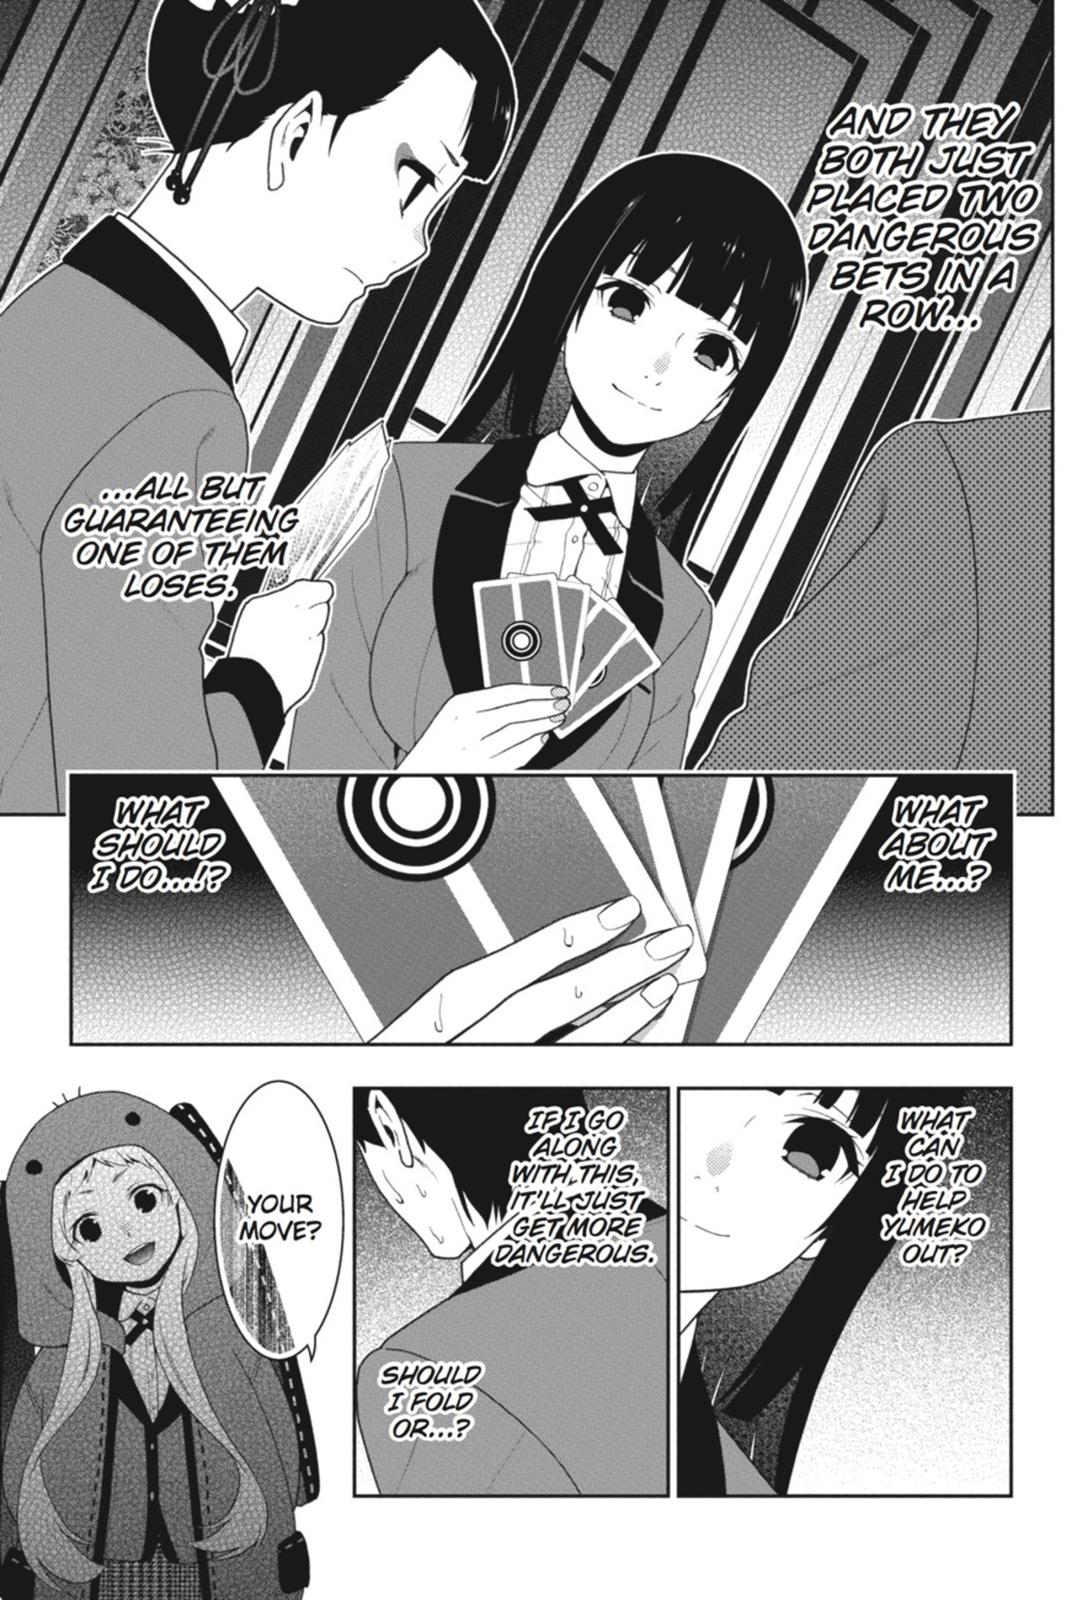 AND THEY
BOTH JUST
PLACED TWO
DANGEROUS
BETS IN A
ROW...
...ALL BUT
GUARANTEEING
ONE OF THEM
LOSES.
WHAT
ABOUT
ME...?
WHAT
SHOULD
I DO...!?
WHAT
CAN
I DO TO
HELP
YUMEKO
OUT?
IF I GO
ALONG
WITH THIS,
IT'LL JUST
GET MORE
DANGEROUS.
SHOULD
I FOLD
OR...?
YOUR
MOVE?